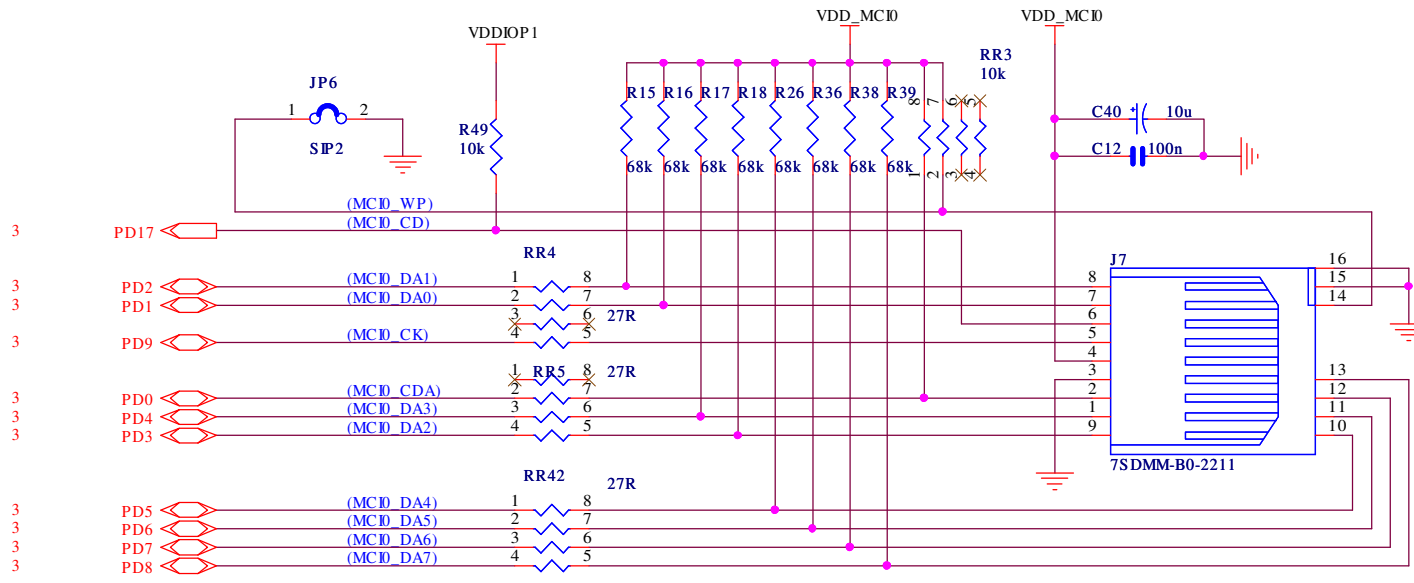 VDD_MCI0 VDD_MCI0
VDDIOP1
RR3
10k
JP6
1 2
SIP2
R15 R16 R17 R18 R26 R36 R38 R39
8 7 6 5
C40 + 10u
R49
10k
C12 100n
68k 68k 68k 68k 68k 68k 68k 68k
1 2 3 4
(MCI0_WP)
3 PD17 (MCI0_CD)
RR4
J7
16
3 PD2 (MCI0_DA1) 1 8 8 15
3 PD1 (MCI0_DA0) 2 7 7 14
3 6 27R 6
3 PD9 (MCI0_CK) 4 5 5
4
1 RR5 8 27R 3 13
3 PD0 (MCI0_CDA) 2 7 2 12
3 PD4 (MCI0_DA3) 3 6 1 11
3 PD3 (MCI0_DA2) 4 5 9 10
7SDMM-B0-2211
RR42
27R
3 PD5 (MCI0_DA4) 1 8
3 PD6 (MCI0_DA5) 2 7
3 PD7 (MCI0_DA6) 3 6
3 PD8 (MCI0_DA7) 4 5